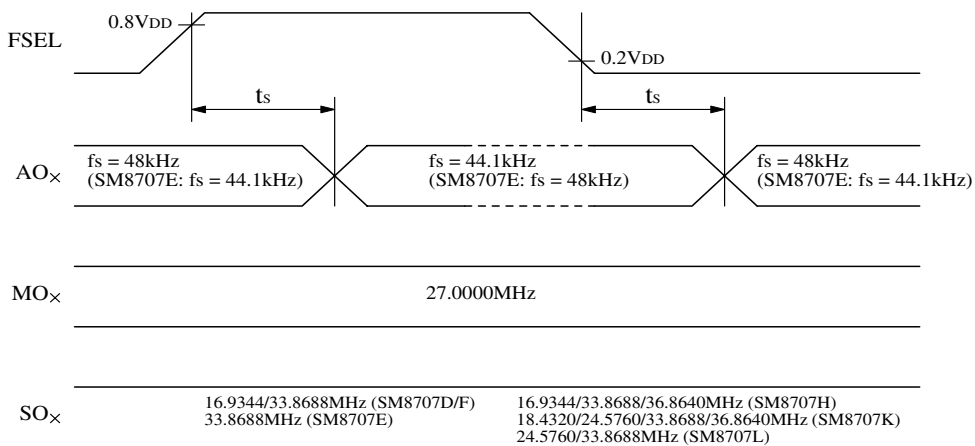 FSEL
0.8VDD
0.2VDD
ts
ts
AO×
fs = 48kHz
(SM8707E: fs = 44.1kHz)
fs = 44.1kHz
(SM8707E: fs = 48kHz)
fs = 48kHz
(SM8707E: fs = 44.1kHz)
MO×
27.0000MHz
SO×
16.9344/33.8688MHz (SM8707D/F)
33.8688MHz (SM8707E)
16.9344/33.8688/36.8640MHz (SM8707H)
18.4320/24.5760/33.8688/36.8640MHz (SM8707K)
24.5760/33.8688MHz (SM8707L)